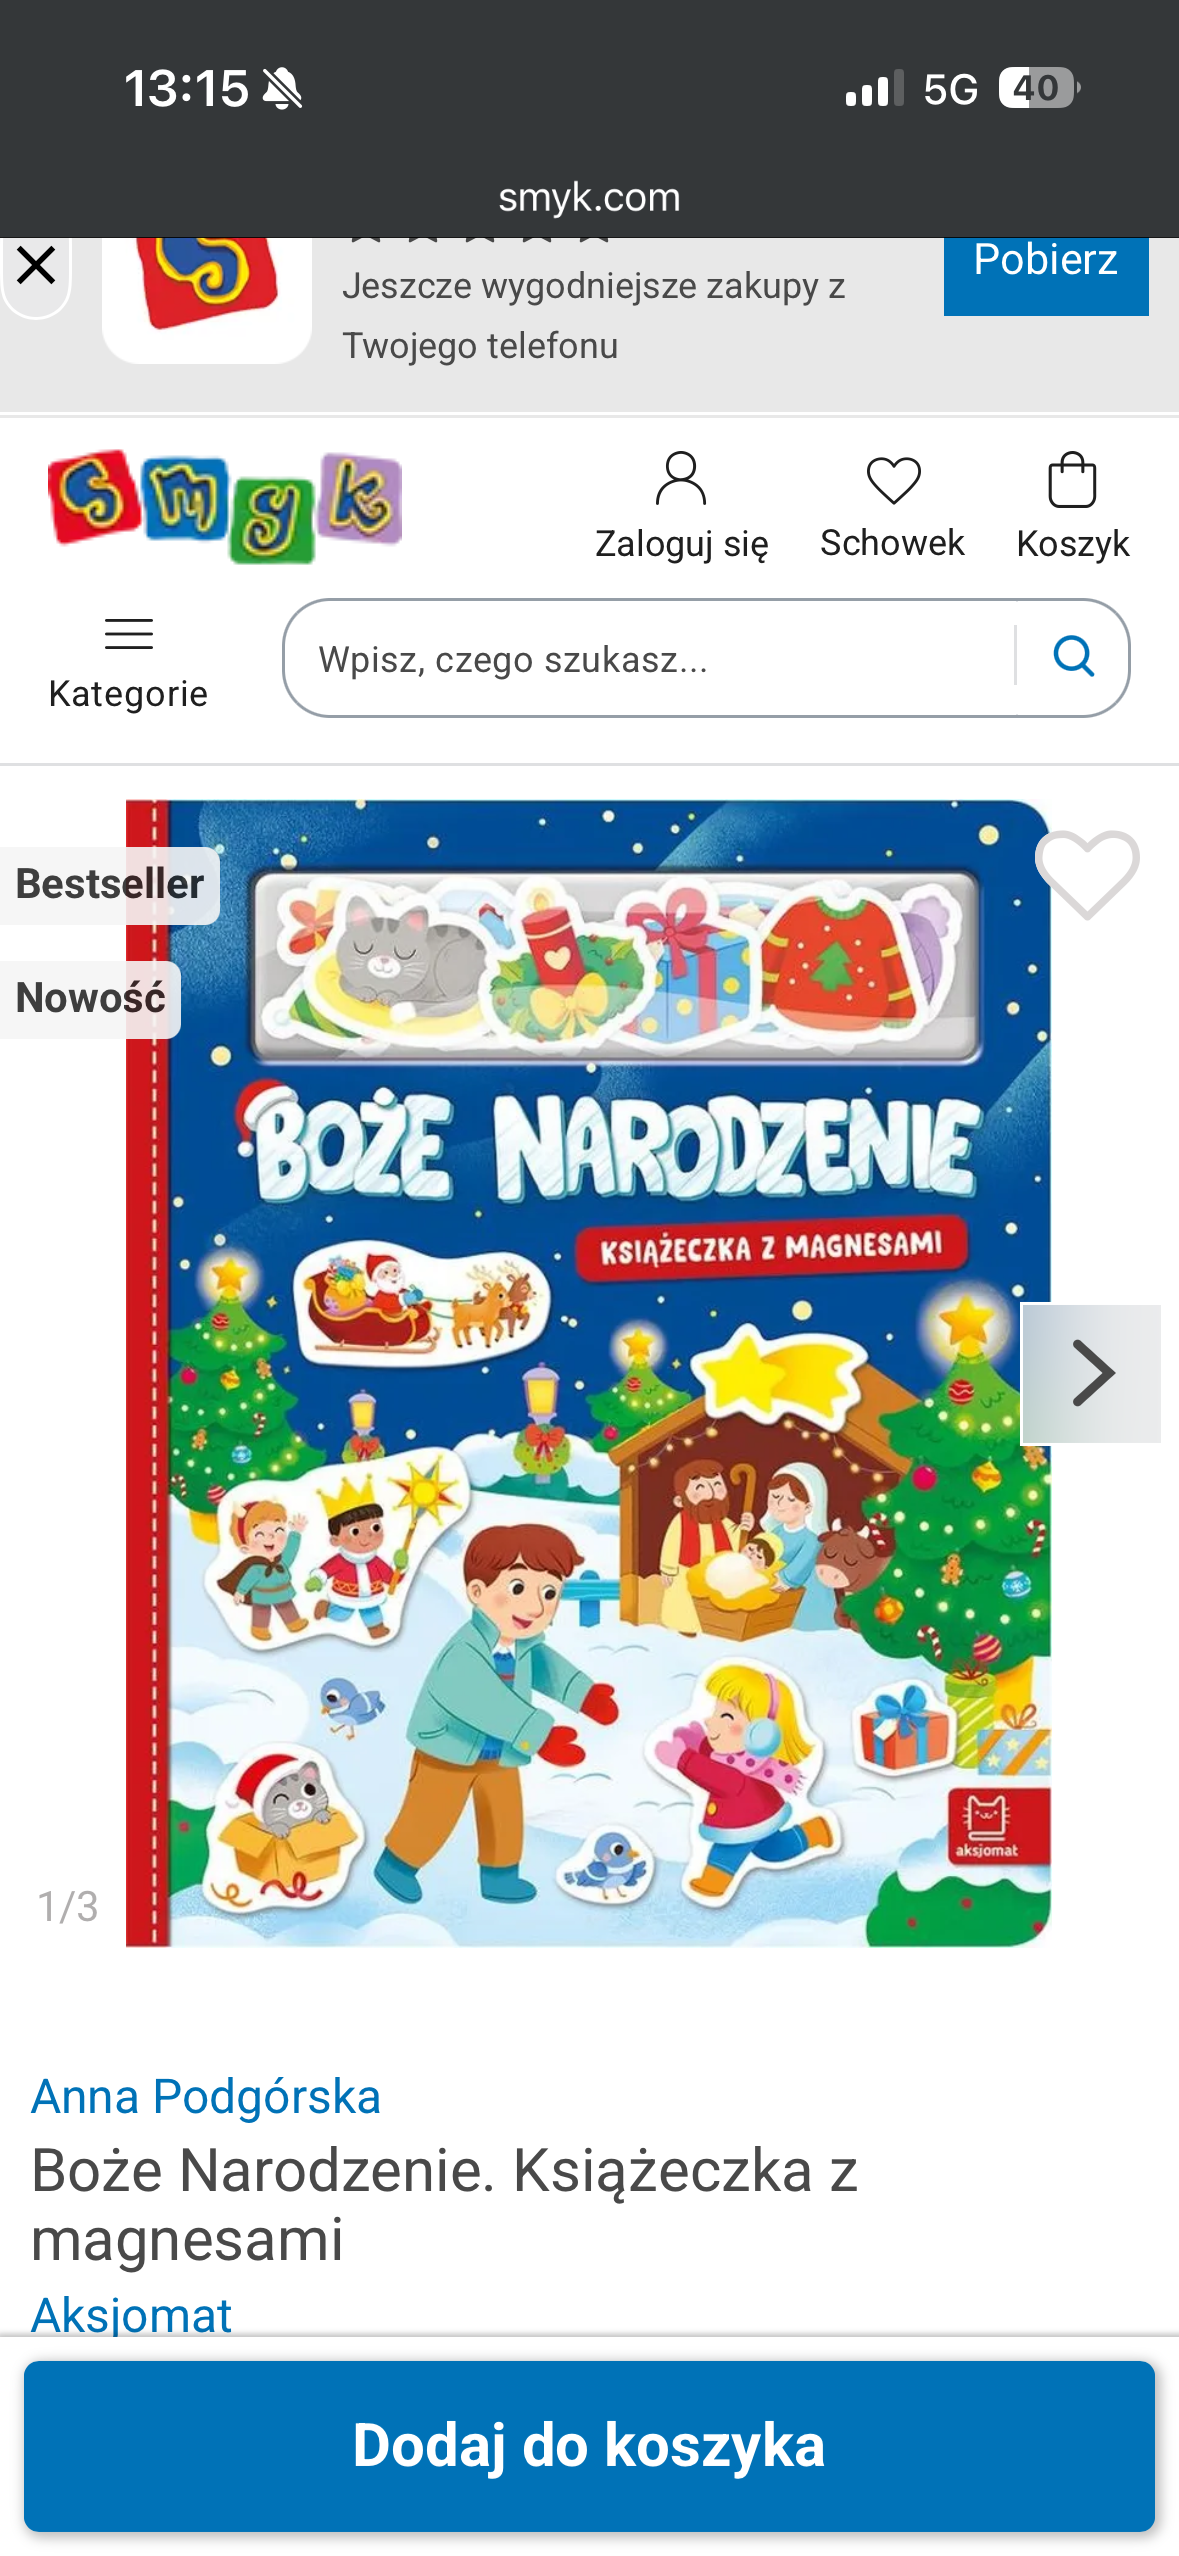 13:15
5G 40
smyk.com
Jeszcze wygodniejsze zakupy z
Twojego telefonu
Pobierz
smyk
Zaloguj się
Schowek
Koszyk
Kategorie
Wpisz, czego szukasz...
Bestseller
Nowość
BOŻE NARODZENIE
KSIĄŻECZKA Z MAGNESAMI
aksjomat
1/3
Anna Podgórska
Boże Narodzenie. Książeczka z
magnesami
Aksjomat
Dodaj do koszyka